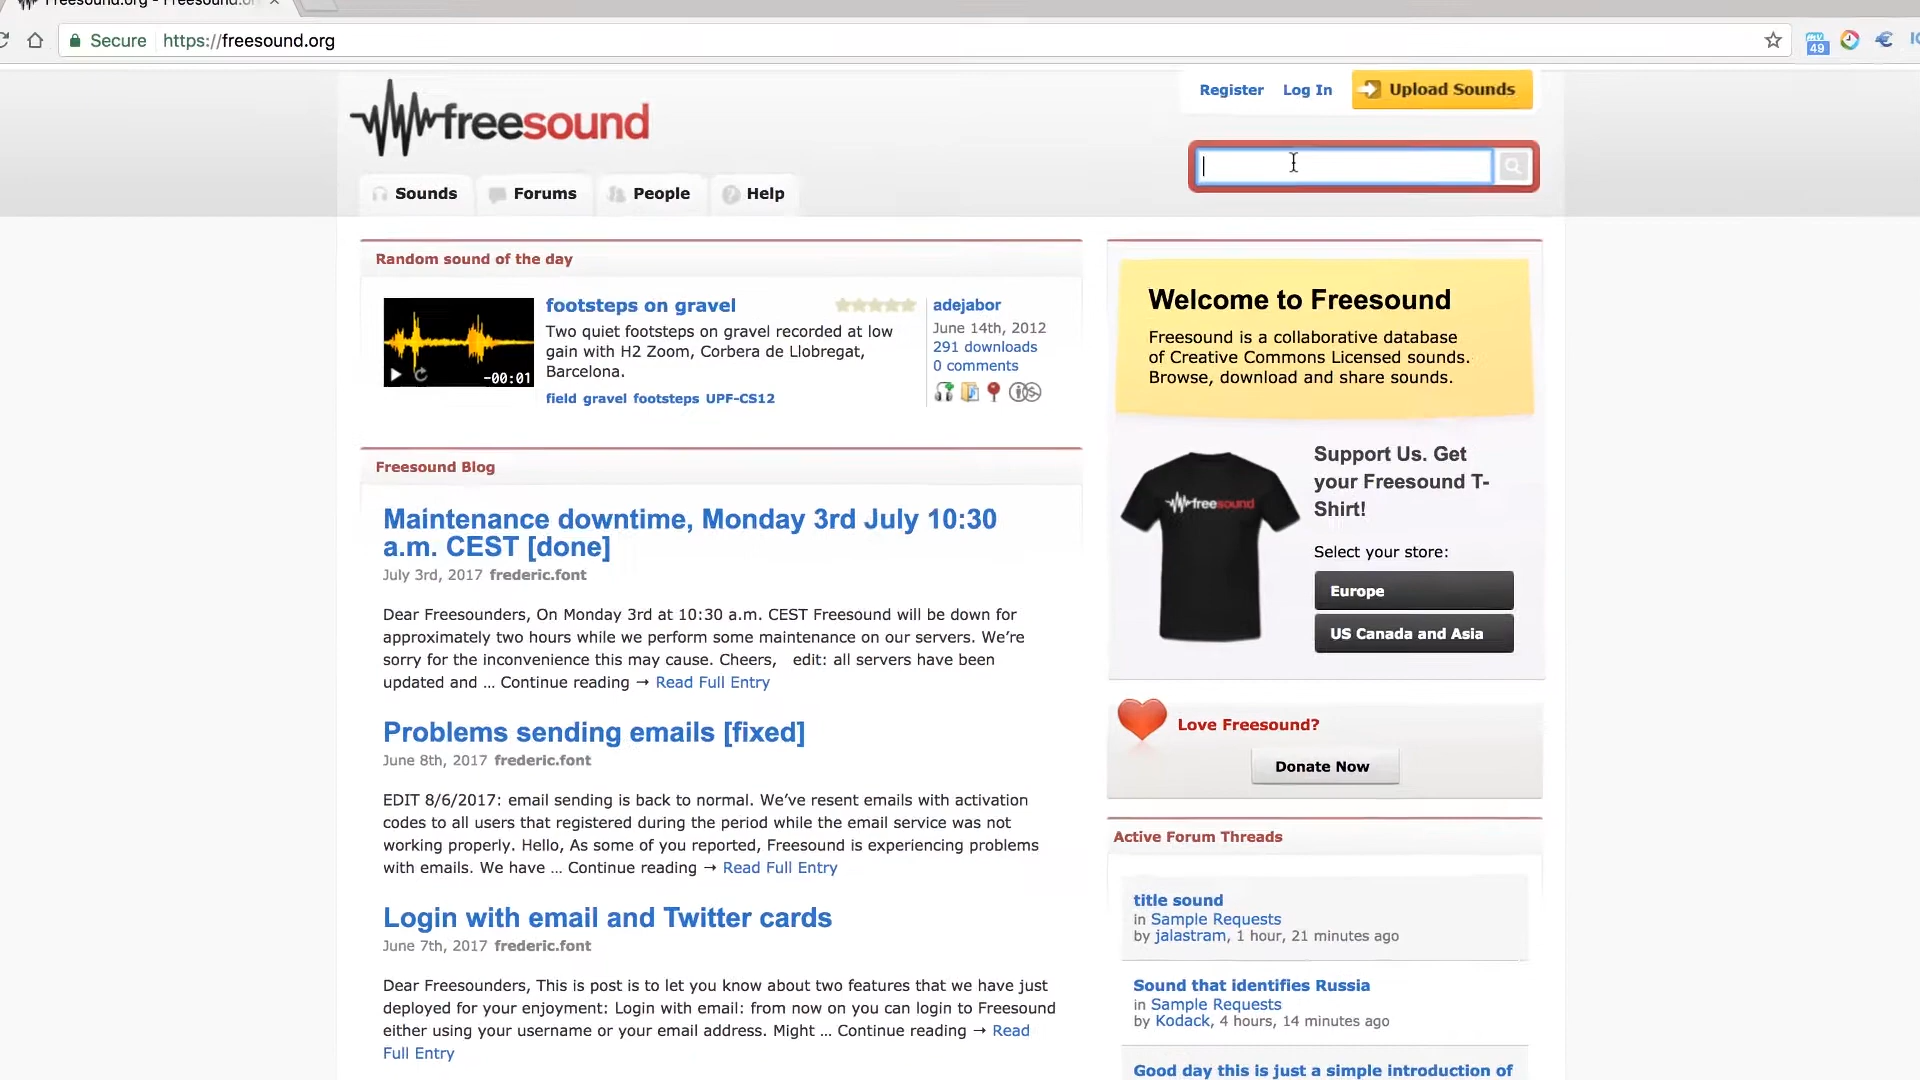 Freesound.org - Freesound.or
Secure https://freesound.org
49
freesound
Register Log In Upload Sounds
Sounds Forums People Help
Random sound of the day
footsteps on gravel
Two quiet footsteps on gravel recorded at low
gain with H2 Zoom, Corbera de Llobregat,
Barcelona.
field gravel footsteps UPF-CS12
-00:01
adejabor
June 14th, 2012
291 downloads
0 comments
Freesound Blog
Maintenance downtime, Monday 3rd July 10:30
a.m. CEST [done]
July 3rd, 2017 frederic.font
Dear Freesounders, On Monday 3rd at 10:30 a.m. CEST Freesound will be down for
approximately two hours while we perform some maintenance on our servers. We’re
sorry for the inconvenience this may cause. Cheers, edit: all servers have been
updated and … Continue reading → Read Full Entry
Problems sending emails [fixed]
June 8th, 2017 frederic.font
EDIT 8/6/2017: email sending is back to normal. We’ve resent emails with activation
codes to all users that registered during the period while the email service was not
working properly. Hello, As some of you reported, Freesound is experiencing problems
with emails. We have … Continue reading → Read Full Entry
Login with email and Twitter cards
June 7th, 2017 frederic.font
Dear Freesounders, This is post is to let you know about two features that we have just
deployed for your enjoyment: Login with email: from now on you can login to Freesound
either using your username or your email address. Might … Continue reading → Read
Full Entry
Welcome to Freesound
Freesound is a collaborative database
of Creative Commons Licensed sounds.
Browse, download and share sounds.
freesound
Support Us. Get
your Freesound T-
Shirt!
Select your store:
Europe
US Canada and Asia
Love Freesound?
Donate Now
Active Forum Threads
title sound
in Sample Requests
by jalastram, 1 hour, 21 minutes ago
Sound that identifies Russia
in Sample Requests
by Kodack, 4 hours, 14 minutes ago
Good day this is just a simple introduction of